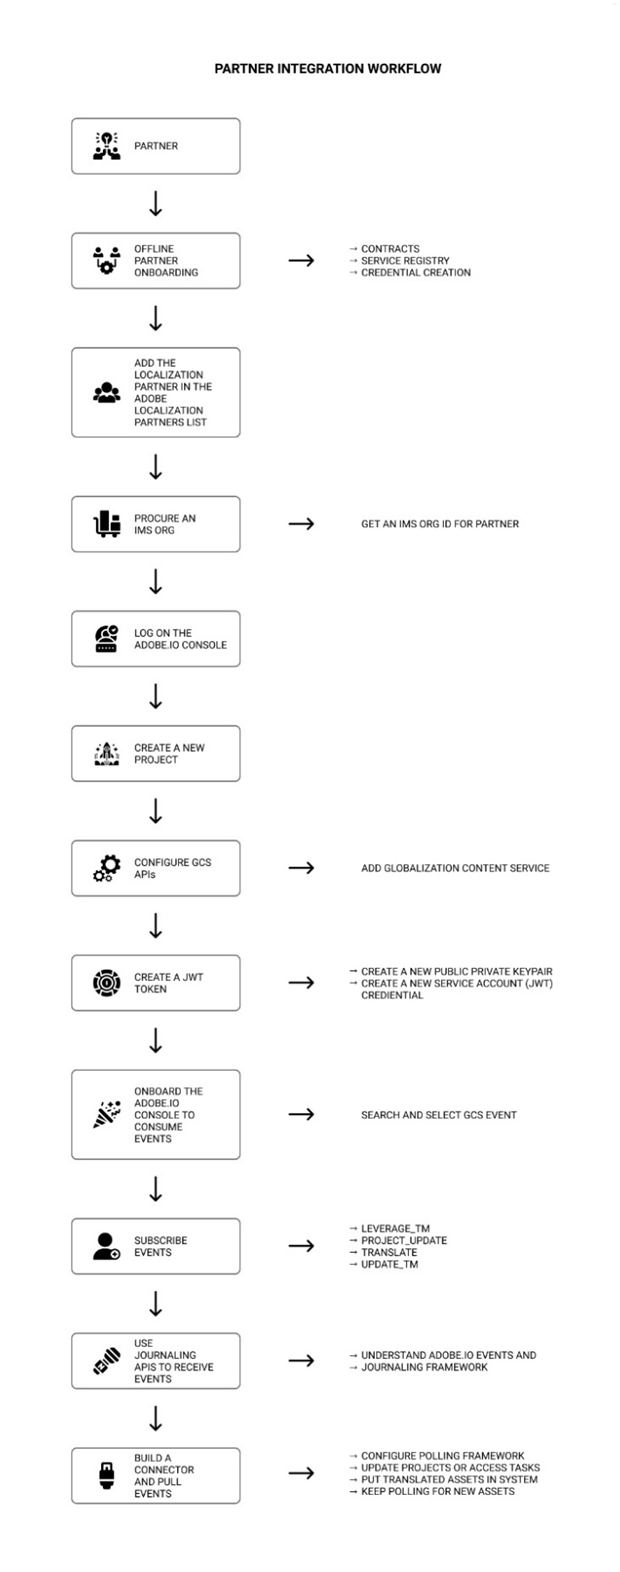 PARTNER INTEGRATION WORKFLOW
PARTNER
OFFLINE
PARTNER
ONBOARDING
→ CONTRACTS
→ SERVICE REGISTRY
→ CREDENTIAL CREATION
ADD THE
LOCALIZATION
PARTNER IN THE
ADOBE
LOCALIZATION
PARTNERS LIST
PROCURE AN
IMS ORG
GET AN IMS ORG ID FOR PARTNER
LOG ON THE
ADOBE.IO CONSOLE
CREATE A NEW
PROJECT
CONFIGURE GCS
APIs
ADD GLOBALIZATION CONTENT SERVICE
CREATE A JWT
TOKEN
→ CREATE A NEW PUBLIC PRIVATE KEYPAIR
→ CREATE A NEW SERVICE ACCOUNT (JWT)
CREDIENTIAL
ONBOARD THE
ADOBE.IO
CONSOLE TO
CONSUME
EVENTS
SEARCH AND SELECT GCS EVENT
SUBSCRIBE
EVENTS
→ LEVERAGE_TM
→ PROJECT_UPDATE
→ TRANSLATE
→ UPDATE_TM
USE
JOURNALING
APIS TO RECEIVE
EVENTS
→ UNDERSTAND ADOBE.IO EVENTS AND
→ JOURNALING FRAMEWORK
BUILD A
CONNECTOR
AND PULL
EVENTS
→ CONFIGURE POLLING FRAMEWORK
→ UPDATE PROJECTS OR ACCESS TASKS
→ PUT TRANSLATED ASSETS IN SYSTEM
→ KEEP POLLING FOR NEW ASSETS